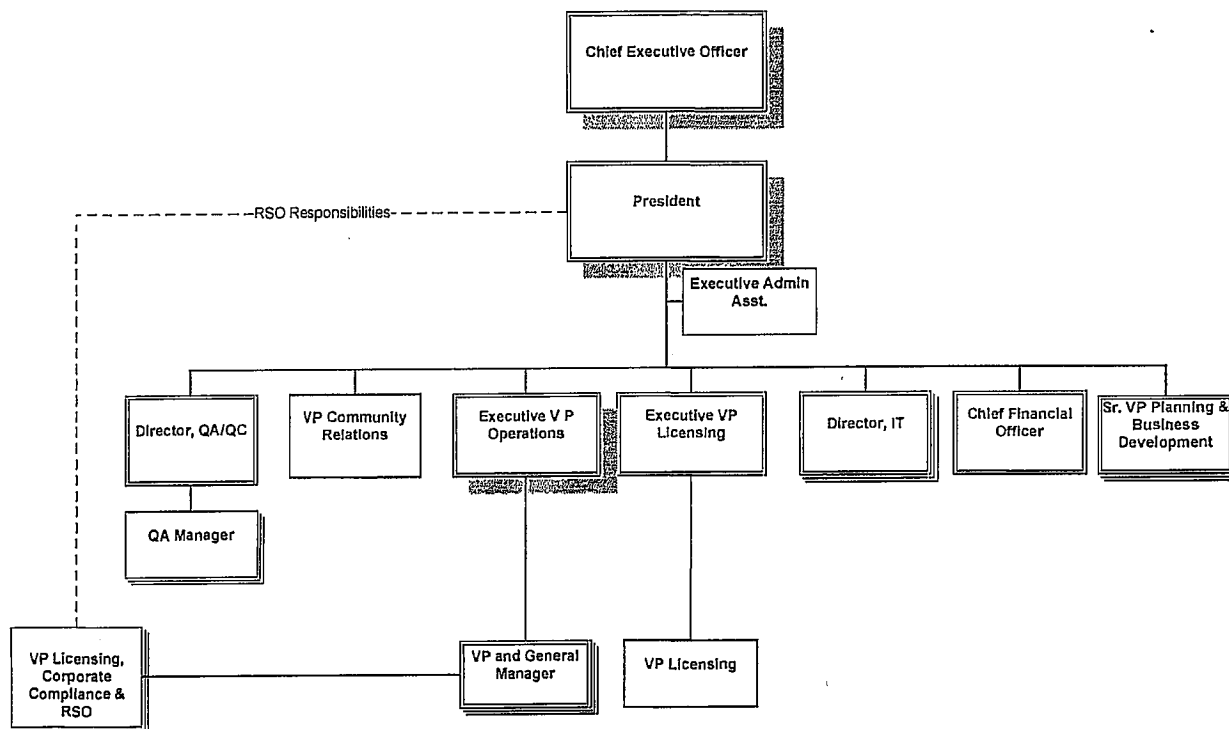 Chief Executive Officer
President
RSO Responsibilities
Executive Admin
Asst.
Director, QA/QC
VP Community
Relations
Executive V P
Operations
Executive VP
Licensing
Director, IT
Chief Financial
Officer
Sr. VP Planning &
Business
Development
QA Manager
VP Licensing,
Corporate
Compliance &
RSO
VP and General
Manager
VP Licensing